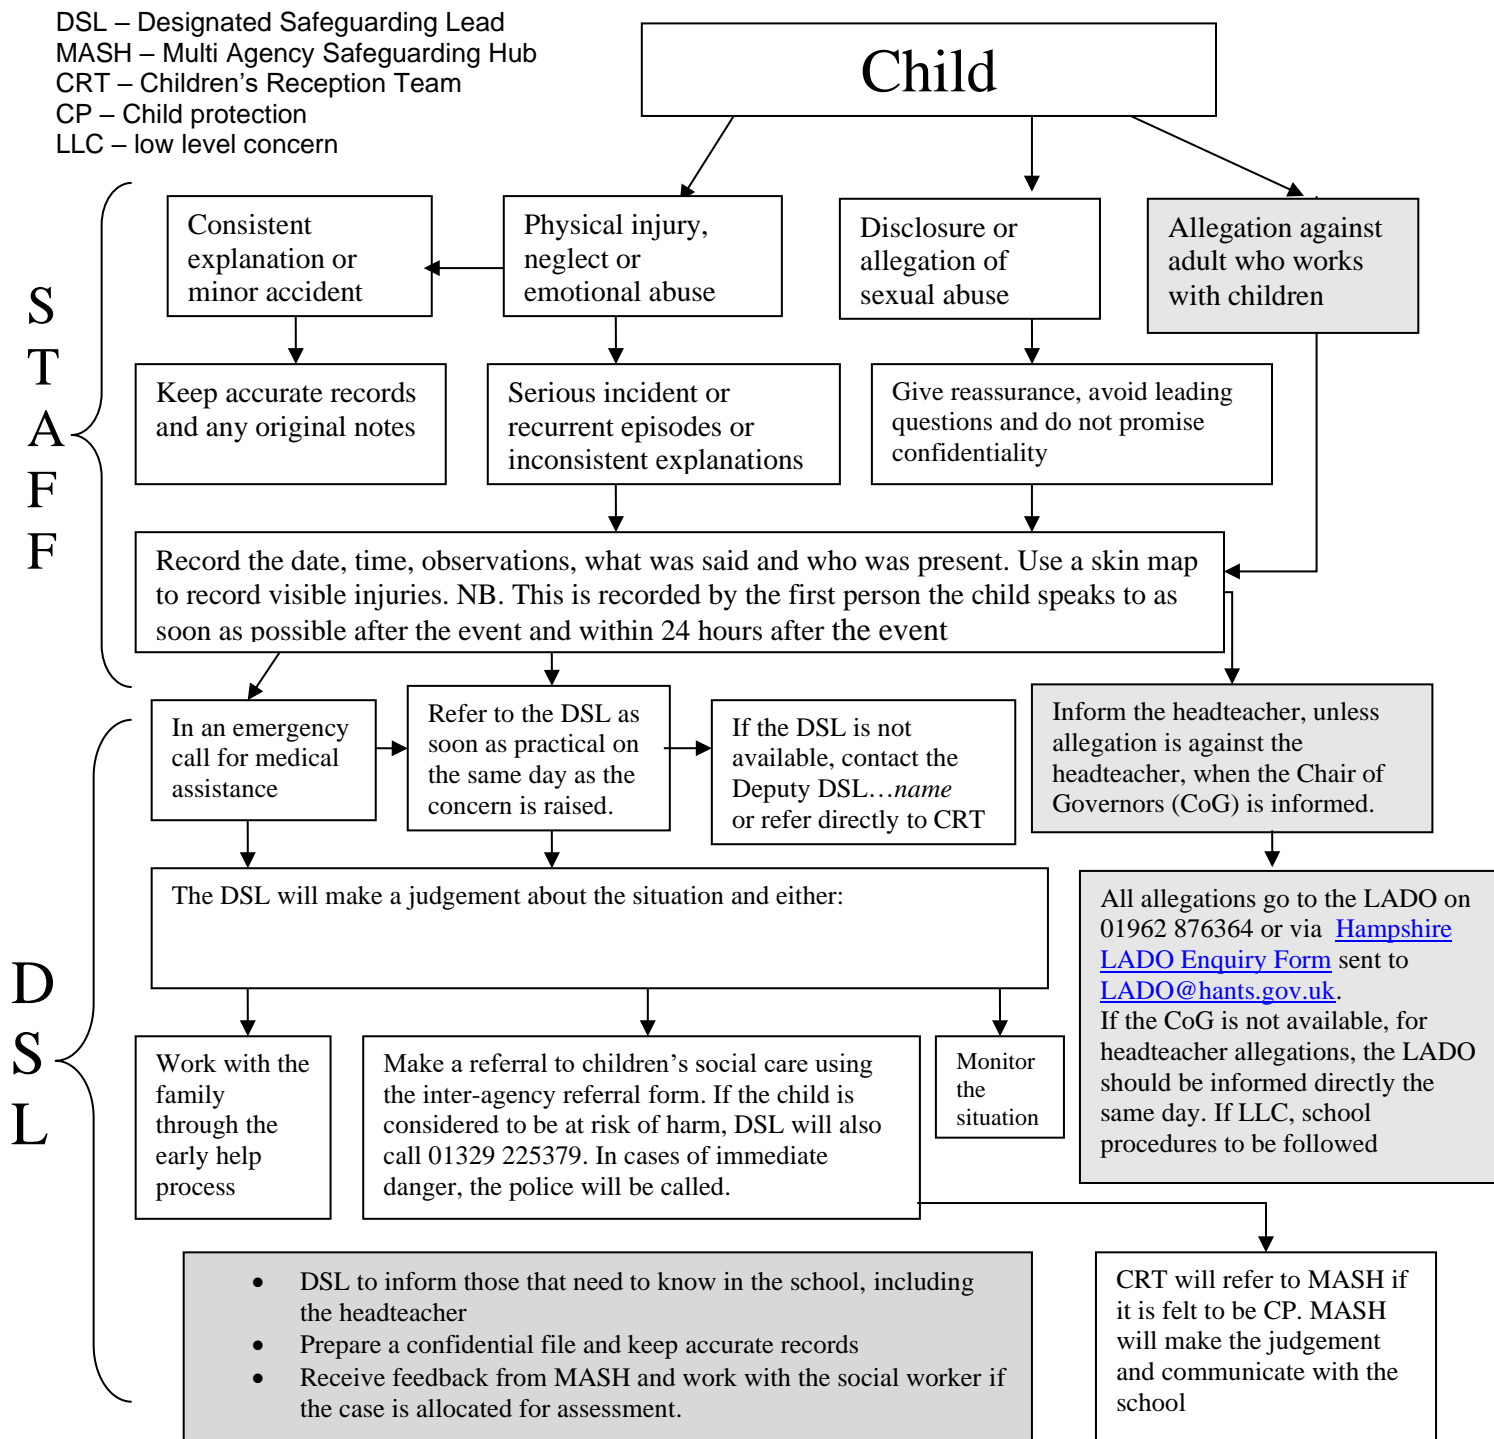 DSL – Designated Safeguarding Lead
MASH – Multi Agency Safeguarding Hub
CRT – Children's Reception Team
CP – Child protection
LLC – low level concern
Child
S
T
A
F
F
Consistent
explanation or
minor accident
Physical injury,
neglect or
emotional abuse
Disclosure or
allegation of
sexual abuse
Allegation against
adult who works
with children
Keep accurate records
and any original notes
Serious incident or
recurrent episodes or
inconsistent explanations
Give reassurance, avoid leading
questions and do not promise
confidentiality
Record the date, time, observations, what was said and who was present. Use a skin map
to record visible injuries. NB. This is recorded by the first person the child speaks to as
soon as possible after the event and within 24 hours after the event
D
S
L
In an emergency
call for medical
assistance
Refer to the DSL as
soon as practical on
the same day as the
concern is raised.
If the DSL is not
available, contact the
Deputy DSL…name
or refer directly to CRT
Inform the headteacher, unless
allegation is against the
headteacher, when the Chair of
Governors (CoG) is informed.
The DSL will make a judgement about the situation and either:
All allegations go to the LADO on
01962 876364 or via Hampshire
LADO Enquiry Form sent to
LADO@hants.gov.uk.
If the CoG is not available, for
headteacher allegations, the LADO
should be informed directly the
same day. If LLC, school
procedures to be followed
Work with the
family
through the
early help
process
Make a referral to children's social care using
the inter-agency referral form. If the child is
considered to be at risk of harm, DSL will also
call 01329 225379. In cases of immediate
danger, the police will be called.
Monitor
the
situation
• DSL to inform those that need to know in the school, including
the headteacher
• Prepare a confidential file and keep accurate records
• Receive feedback from MASH and work with the social worker if
the case is allocated for assessment.
CRT will refer to MASH if
it is felt to be CP. MASH
will make the judgement
and communicate with the
school